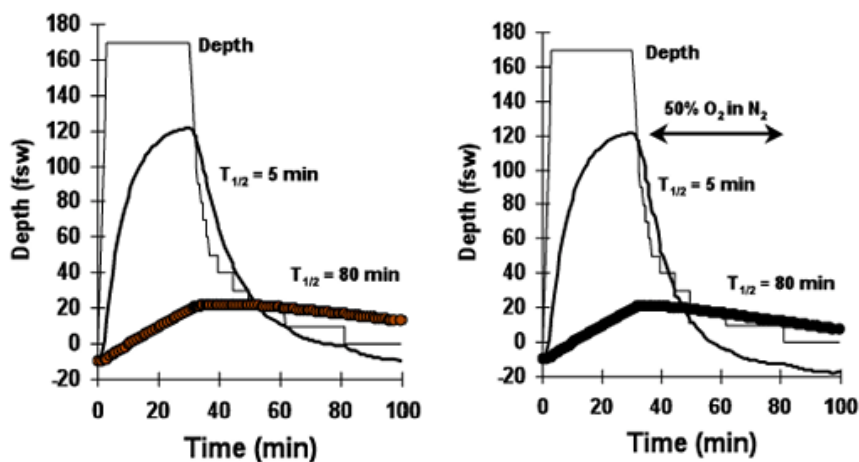 180
160
140
120
100
80
60
40
20
0
-20
Depth (fsw)
Depth
T1/2 = 5 min
T1/2 = 80 min
0 20 40 60 80 100
Time (min)
180
160
140
120
100
80
60
40
20
0
-20
Depth (fsw)
Depth
50% O2 in N2
T1/2 = 5 min
T1/2 = 80 min
0 20 40 60 80 100
Time (min)